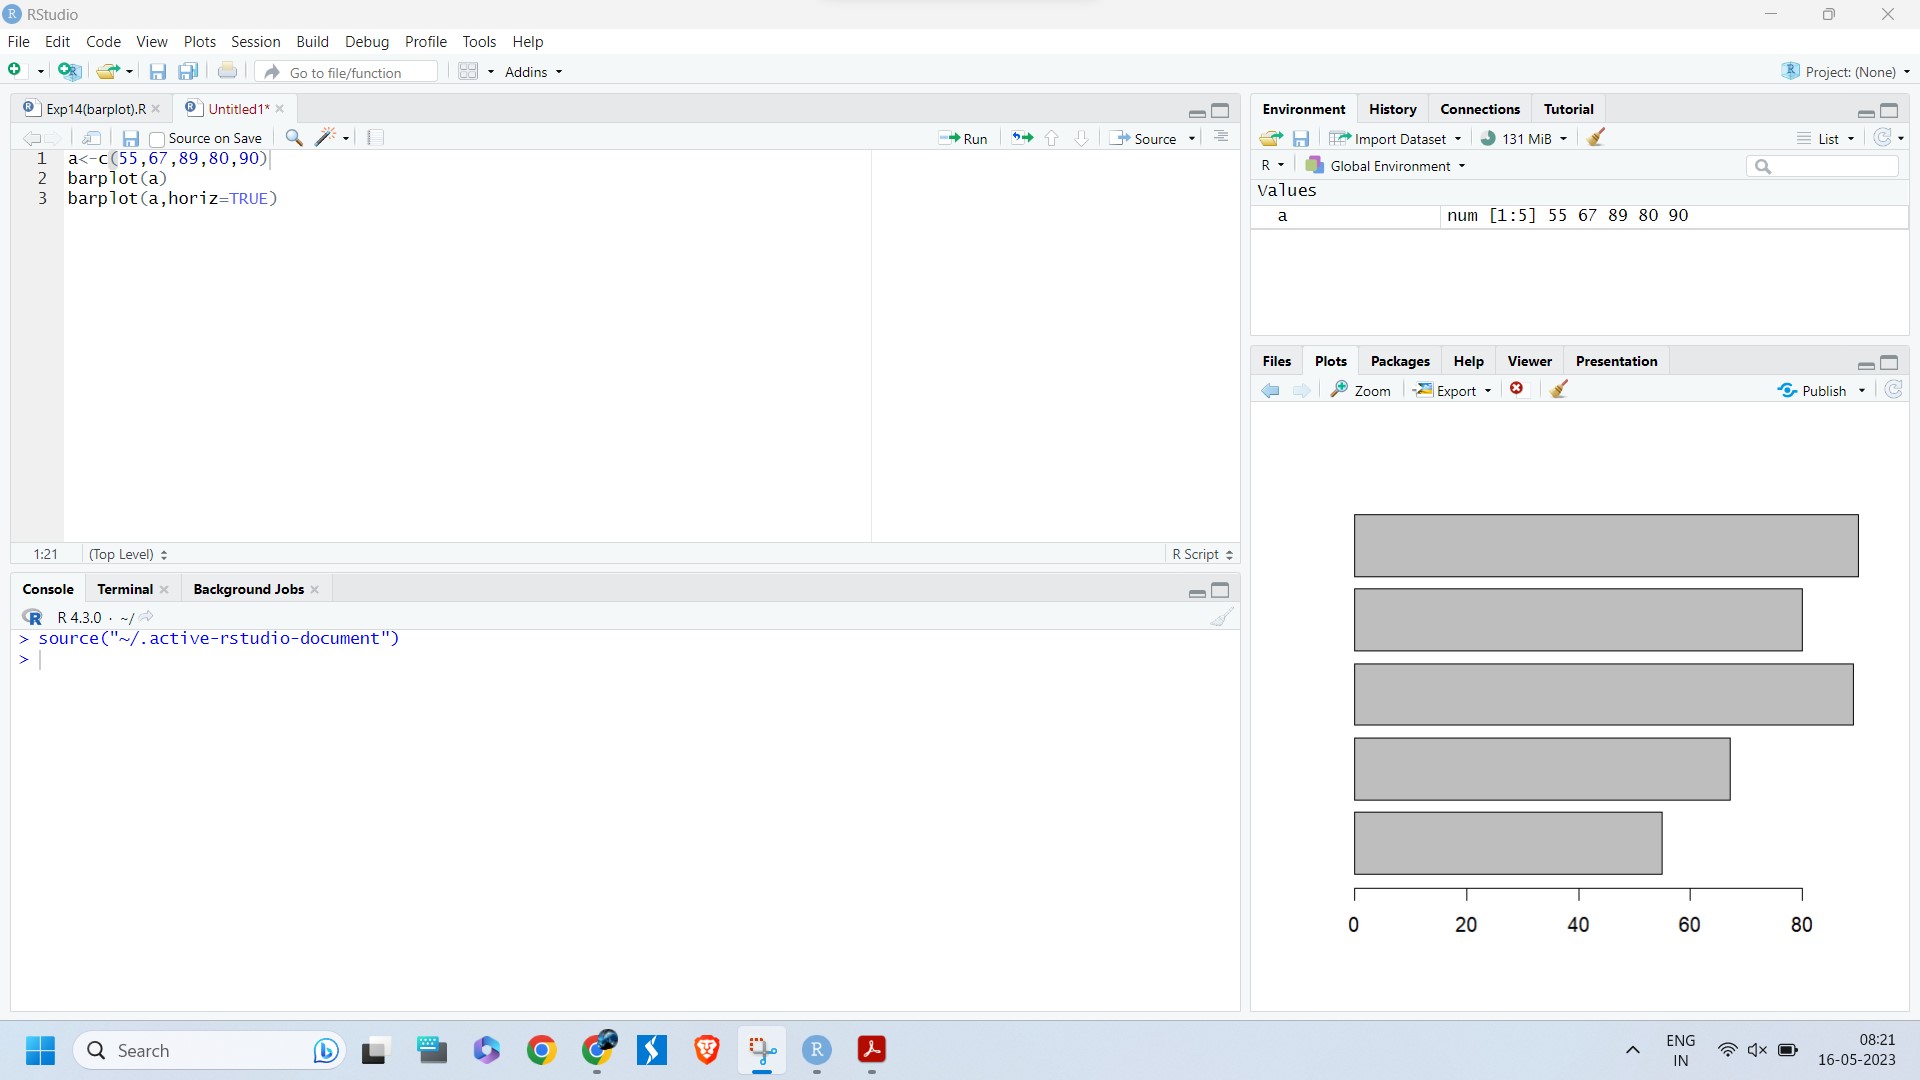 RStudio
File Edit Code View Plots Session Build Debug Profile Tools Help
Go to file/function Addins Project: (None)
Exp14(barplot).R Untitled1*
Source on Save Run Source
1 a<-c(55,67,89,80,90)
2 barplot(a)
3 barplot(a,horiz=TRUE)
1:21 (Top Level) R Script
Console Terminal Background Jobs
R 4.3.0 · ~/
> source("~/.active-rstudio-document")
>
Environment History Connections Tutorial
Import Dataset 131 MiB List
R Global Environment
Values
a num [1:5] 55 67 89 80 90
Files Plots Packages Help Viewer Presentation
Zoom Export Publish
0 20 40 60 80
Search
ENG
IN
08:21
16-05-2023